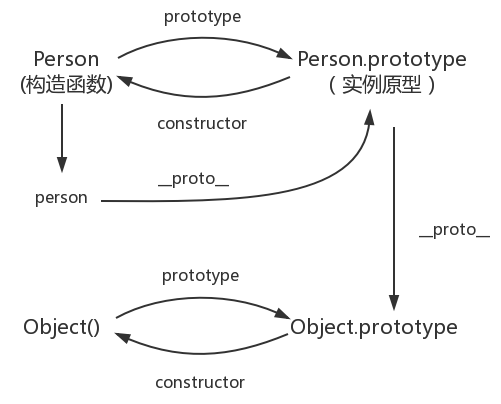 prototype
Person
(构造函数)
Person.prototype
( 实例原型 )
constructor
person
__proto__
__proto__
prototype
Object()
Object.prototype
constructor